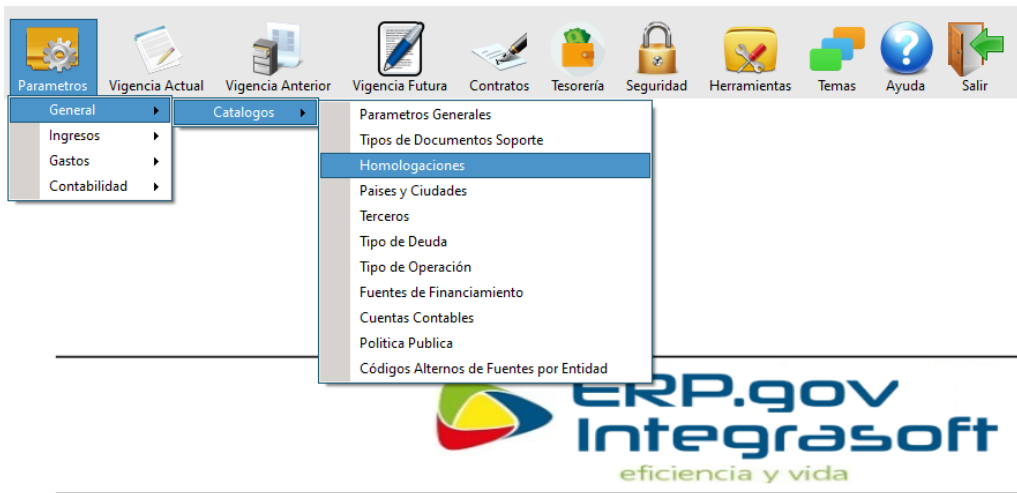 Parametros Vigencia Actual Vigencia Anterior Vigencia Futura Contratos Tesorería Seguridad Herramientas Temas Ayuda Salir
General Catalogos Parametros Generales
Ingresos Tipos de Documentos Soporte
Gastos Homologaciones
Contabilidad Paises y Ciudades
Terceros
Tipo de Deuda
Tipo de Operación
Fuentes de Financiamiento
Cuentas Contables
Politica Publica
Códigos Alternos de Fuentes por Entidad
ERP.gov
Integrasoft
eficiencia y vida